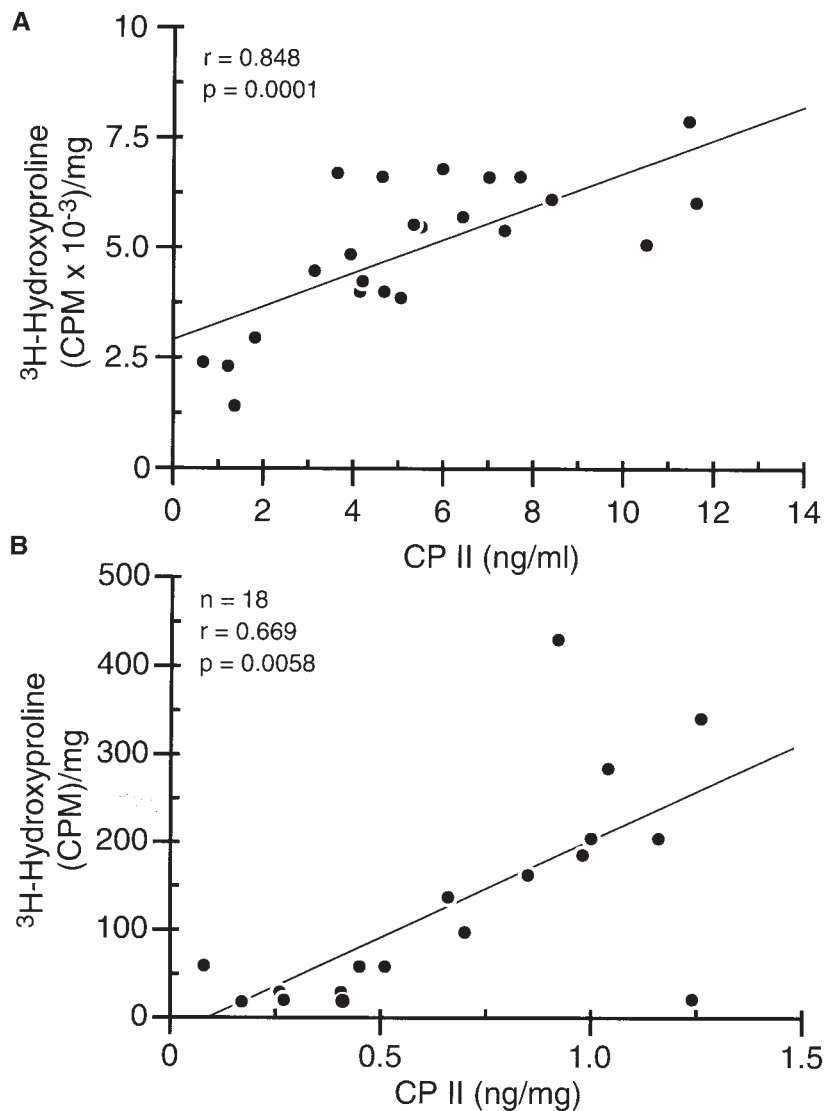 A
r = 0.848
p = 0.0001
³H-Hydroxyproline
(CPM x 10⁻³)/mg
10
7.5
5.0
2.5
0
0 2 4 6 8 10 12 14
CP II (ng/ml)
B
n = 18
r = 0.669
p = 0.0058
³H-Hydroxyproline
(CPM)/mg
500
400
300
200
100
0
0 0.5 1.0 1.5
CP II (ng/mg)